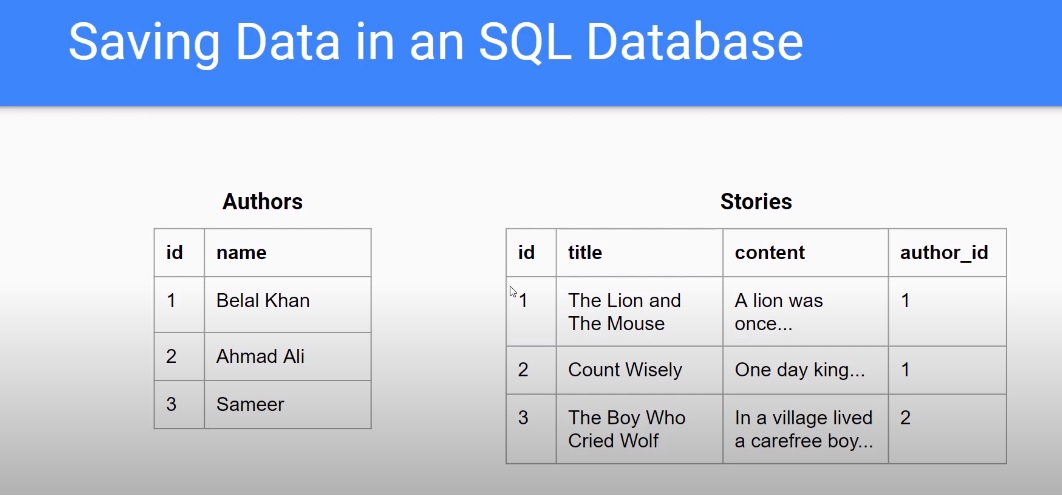 Saving Data in an SQL Database
Authors
id name
1 Belal Khan
2 Ahmad Ali
3 Sameer
Stories
id title content author_id
1 The Lion and The Mouse A lion was once... 1
2 Count Wisely One day king... 1
3 The Boy Who Cried Wolf In a village lived a carefree boy... 2